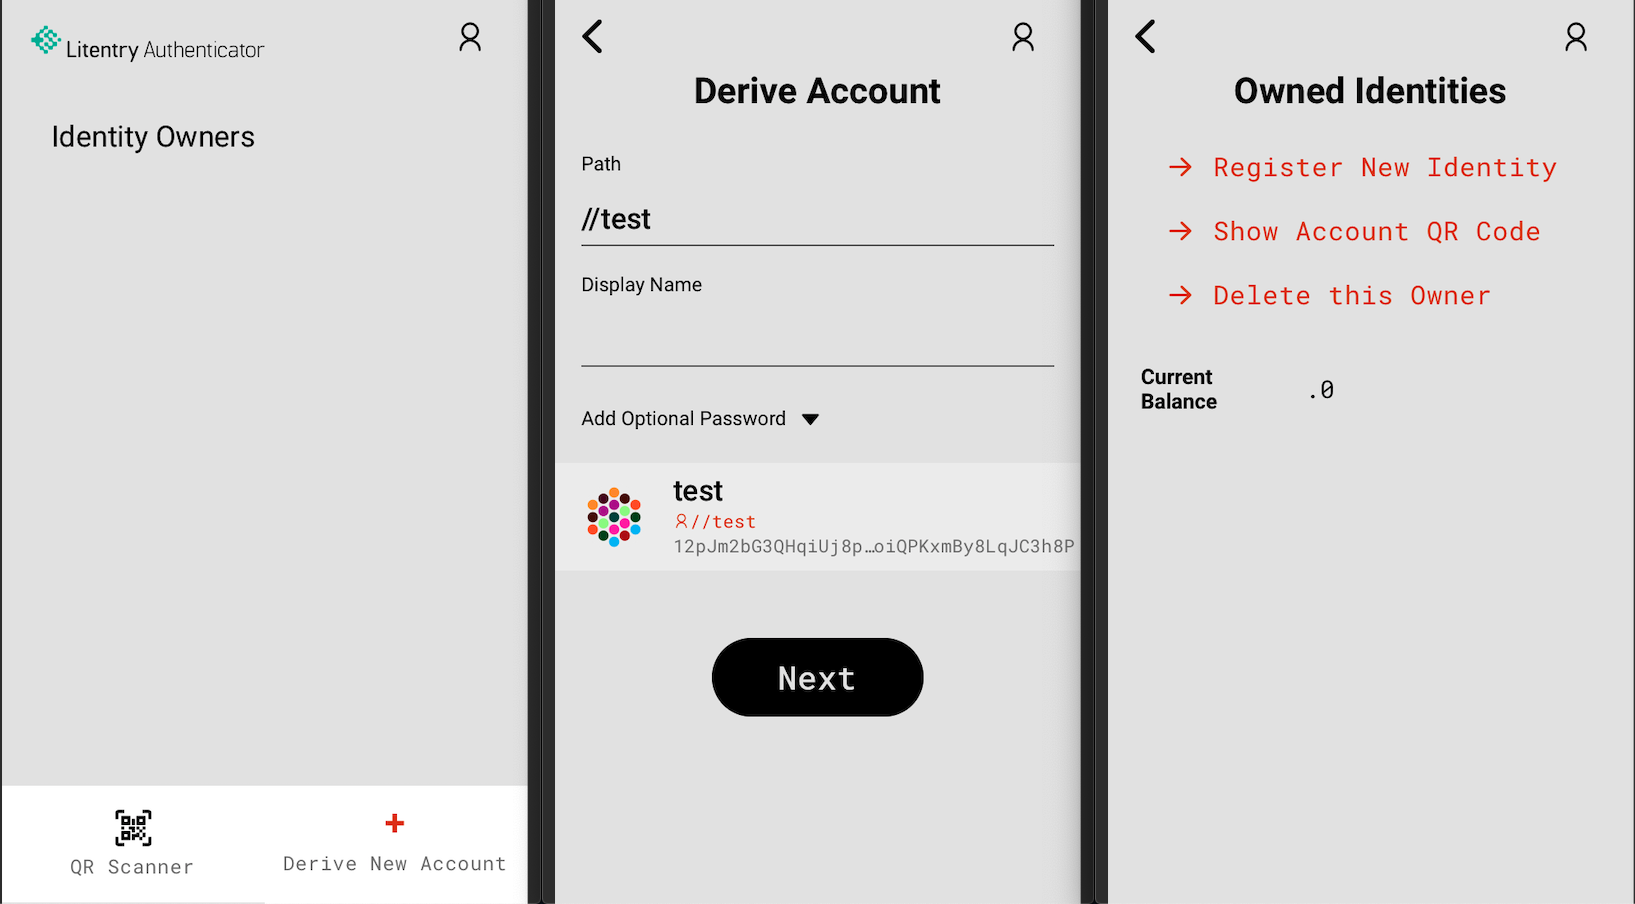 Litentry Authenticator
Identity Owners
QR Scanner
Derive New Account
Derive Account
Path
//test
Display Name
Add Optional Password
test
//test
12pJm2bG3QHqiUj8p…oiQPKxmBy8LqJC3h8P
Next
Owned Identities
Register New Identity
Show Account QR Code
Delete this Owner
Current
Balance
.0